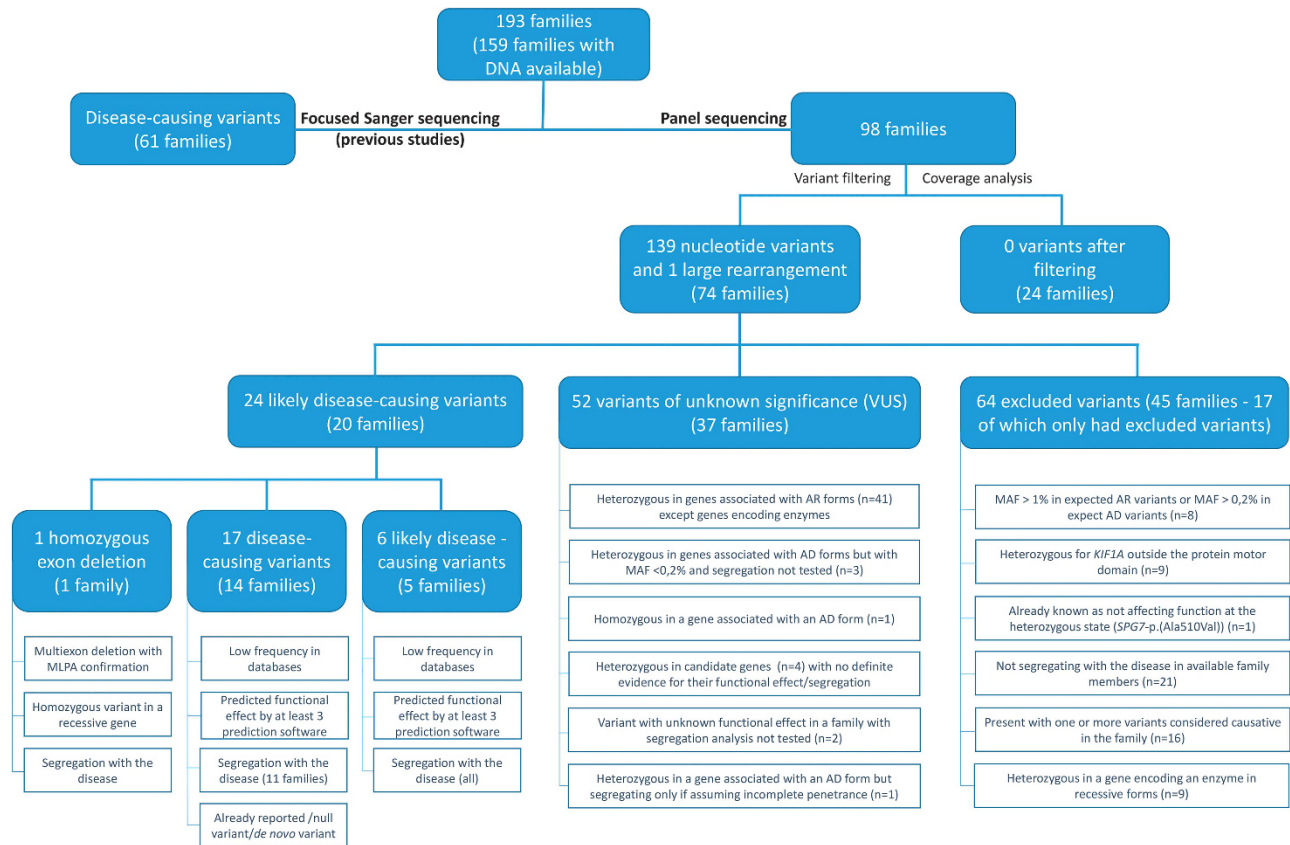 193 families
(159 families with
DNA available)
Disease-causing variants
(61 families)
Focused Sanger sequencing
(previous studies)
Panel sequencing
98 families
Variant filtering
Coverage analysis
139 nucleotide variants
and 1 large rearrangement
(74 families)
0 variants after
filtering
(24 families)
24 likely disease-causing variants
(20 families)
52 variants of unknown significance (VUS)
(37 families)
64 excluded variants (45 families - 17
of which only had excluded variants)
1 homozygous
exon deletion
(1 family)
Multiexon deletion with
MLPA confirmation
Homozygous variant in a
recessive gene
Segregation with the
disease
17 disease-
causing variants
(14 families)
Low frequency in
databases
Predicted functional
effect by at least 3
prediction software
Segregation with the
disease (11 families)
Already reported /null
variant/de novo variant
6 likely disease -
causing variants
(5 families)
Low frequency in
databases
Predicted functional
effect by at least 3
prediction software
Segregation with the
disease (all)
Heterozygous in genes associated with AR forms (n=41)
except genes encoding enzymes
Heterozygous in genes associated with AD forms but with
MAF <0,2% and segregation not tested (n=3)
Homozygous in a gene associated with an AD form (n=1)
Heterozygous in candidate genes (n=4) with no definite
evidence for their functional effect/segregation
Variant with unknown functional effect in a family with
segregation analysis not tested (n=2)
Heterozygous in a gene associated with an AD form but
segregating only if assuming incomplete penetrance (n=1)
MAF > 1% in expected AR variants or MAF > 0,2% in
expect AD variants (n=8)
Heterozygous for KIF1A outside the protein motor
domain (n=9)
Already known as not affecting function at the
heterozygous state (SPG7-p.(Ala510Val)) (n=1)
Not segregating with the disease in available family
members (n=21)
Present with one or more variants considered causative
in the family (n=16)
Heterozygous in a gene encoding an enzyme in
recessive forms (n=9)